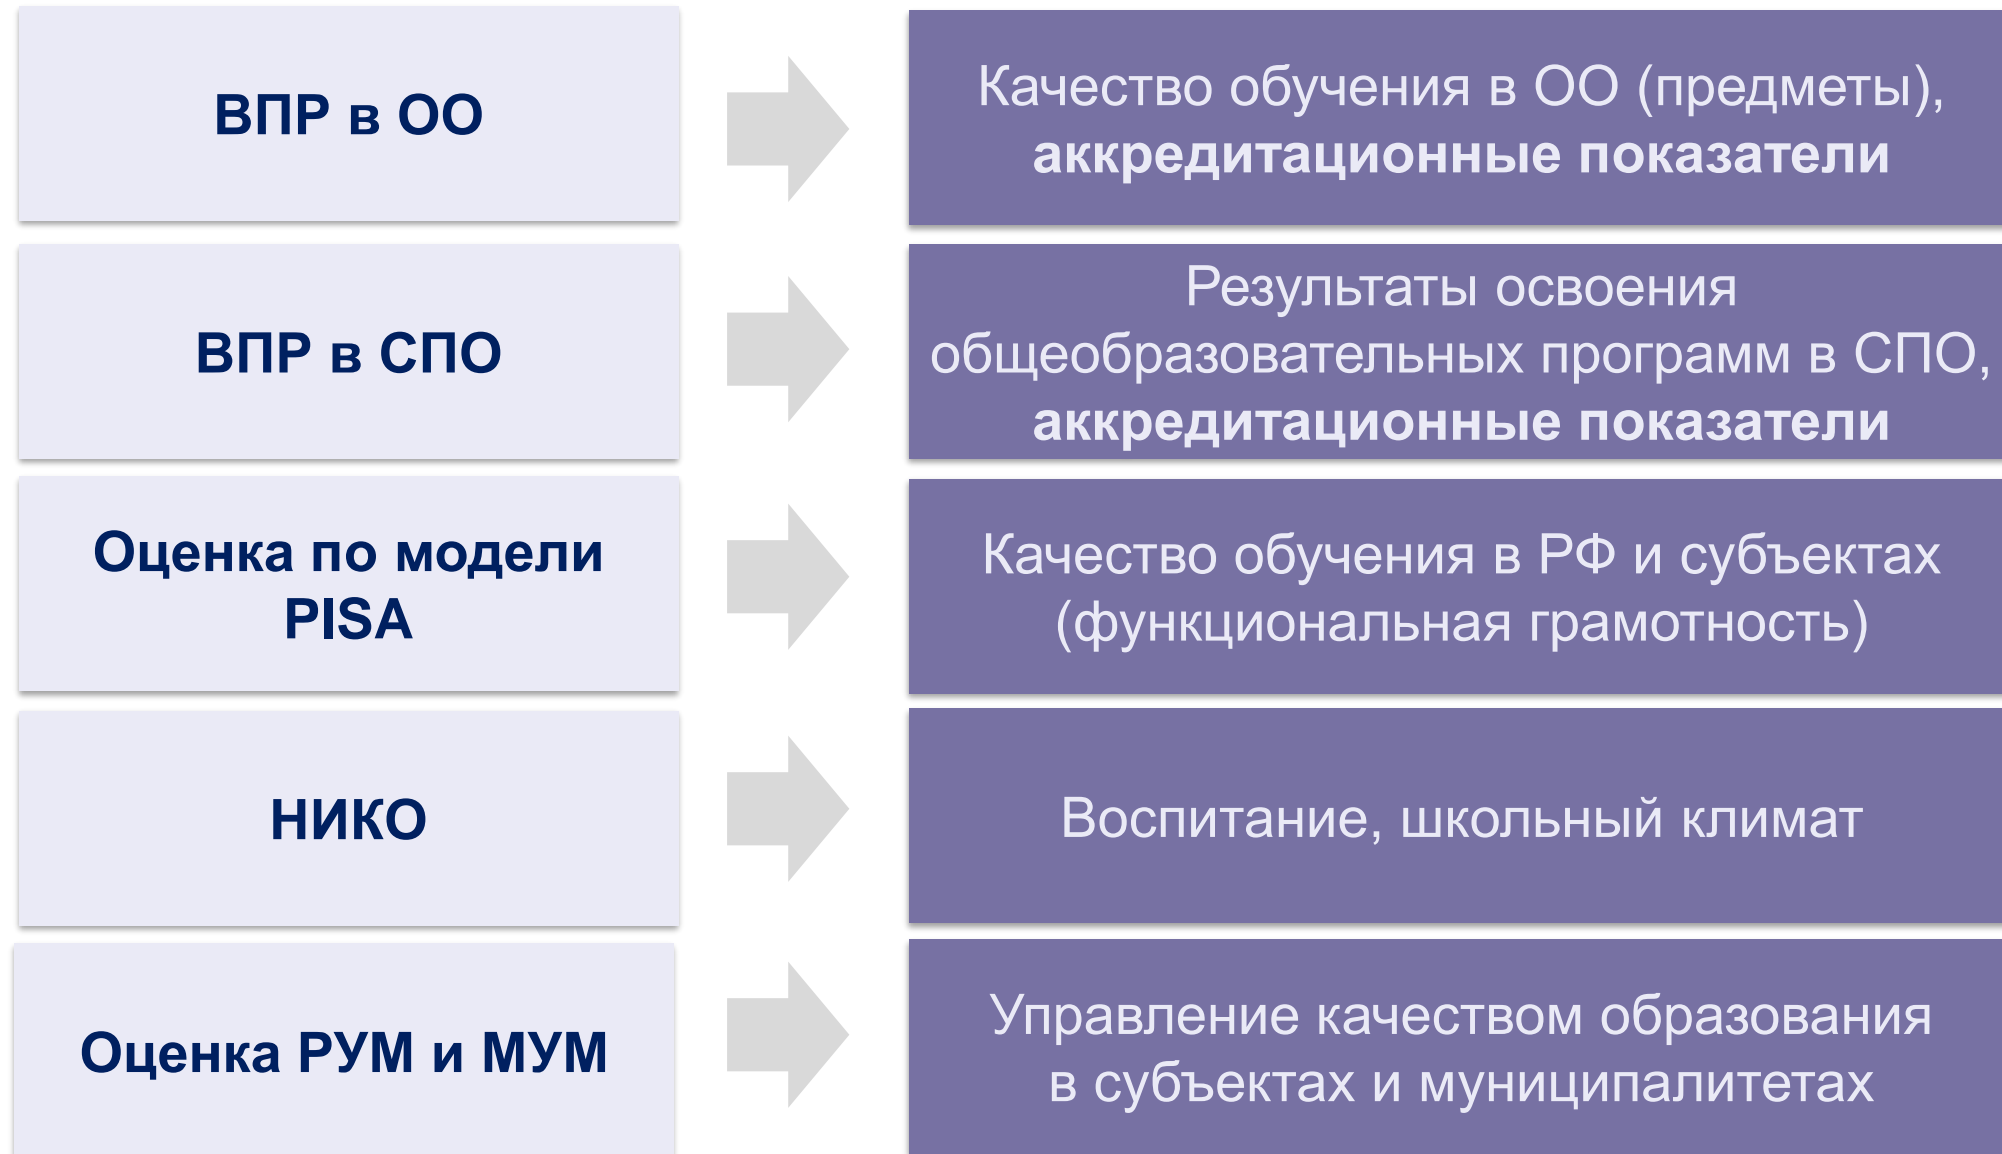 ВПР в ОО
Качество обучения в ОО (предметы),
аккредитационные показатели
ВПР в СПО
Результаты освоения
общеобразовательных программ в СПО,
аккредитационные показатели
Оценка по модели
PISA
Качество обучения в РФ и субъектах
(функциональная грамотность)
НИКО
Воспитание, школьный климат
Оценка РУМ и МУМ
Управление качеством образования
в субъектах и муниципалитетах